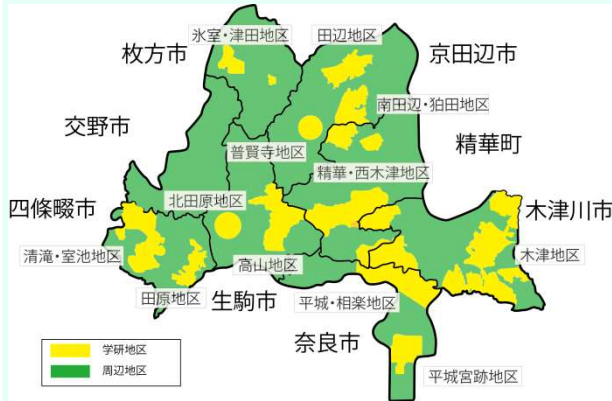 氷室・津田地区
田辺地区
枚方市
京田辺市
南田辺・狛田地区
交野市
普賢寺地区
精華町
精華・西木津地区
北田原地区
四條畷市
木津川市
清滝・室池地区
高山地区
木津地区
田原地区
生駒市
平城・相楽地区
奈良市
学研地区
周辺地区
平城宮跡地区